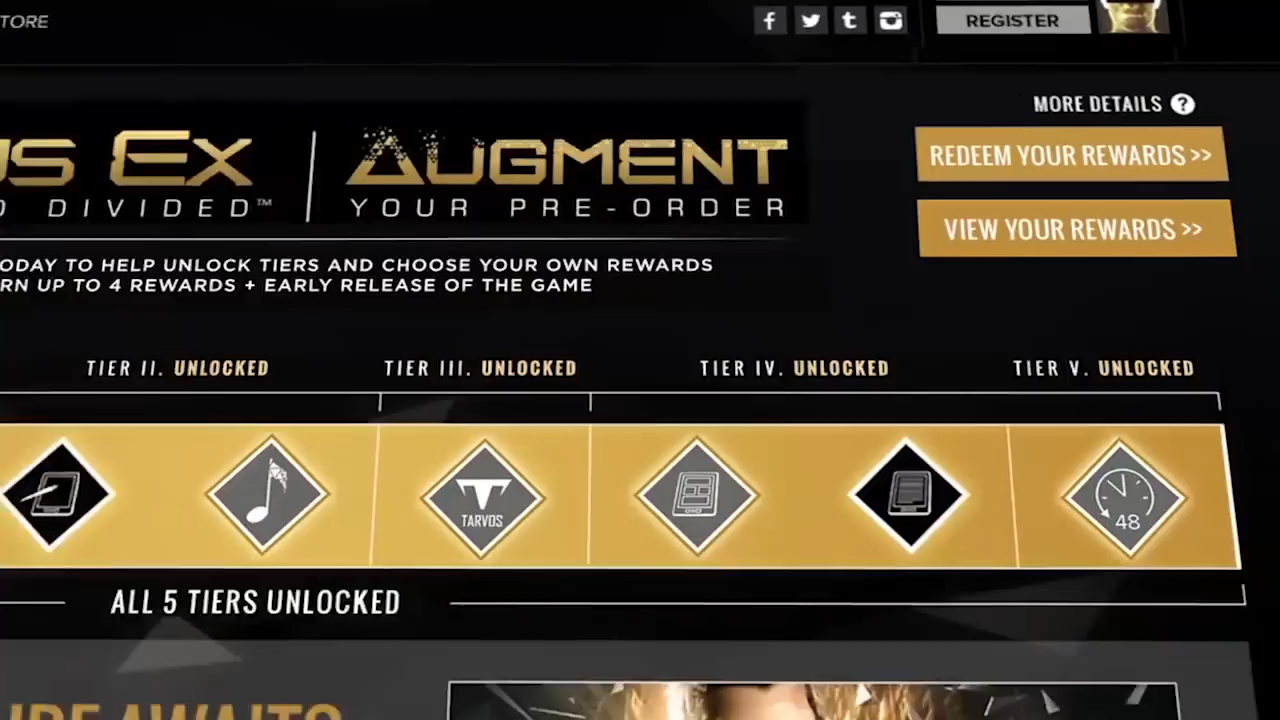 TORE
REGISTER
MORE DETAILS ?
US EX | AUGMENT
D DIVIDED™ YOUR PRE-ORDER
REDEEM YOUR REWARDS >>
VIEW YOUR REWARDS >>
ODAY TO HELP UNLOCK TIERS AND CHOOSE YOUR OWN REWARDS
RN UP TO 4 REWARDS + EARLY RELEASE OF THE GAME
TIER II. UNLOCKED TIER III. UNLOCKED TIER IV. UNLOCKED TIER V. UNLOCKED
TARVOS
48
ALL 5 TIERS UNLOCKED
AWAITS